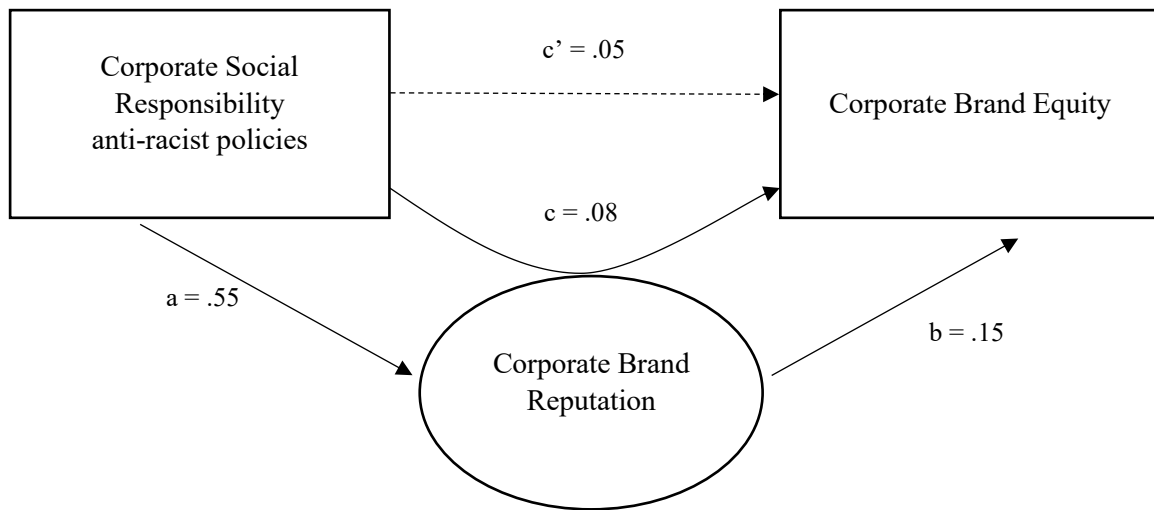 Corporate Social
Responsibility
anti-racist policies
c’ = .05
Corporate Brand Equity
c = .08
a = .55
b = .15
Corporate Brand
Reputation